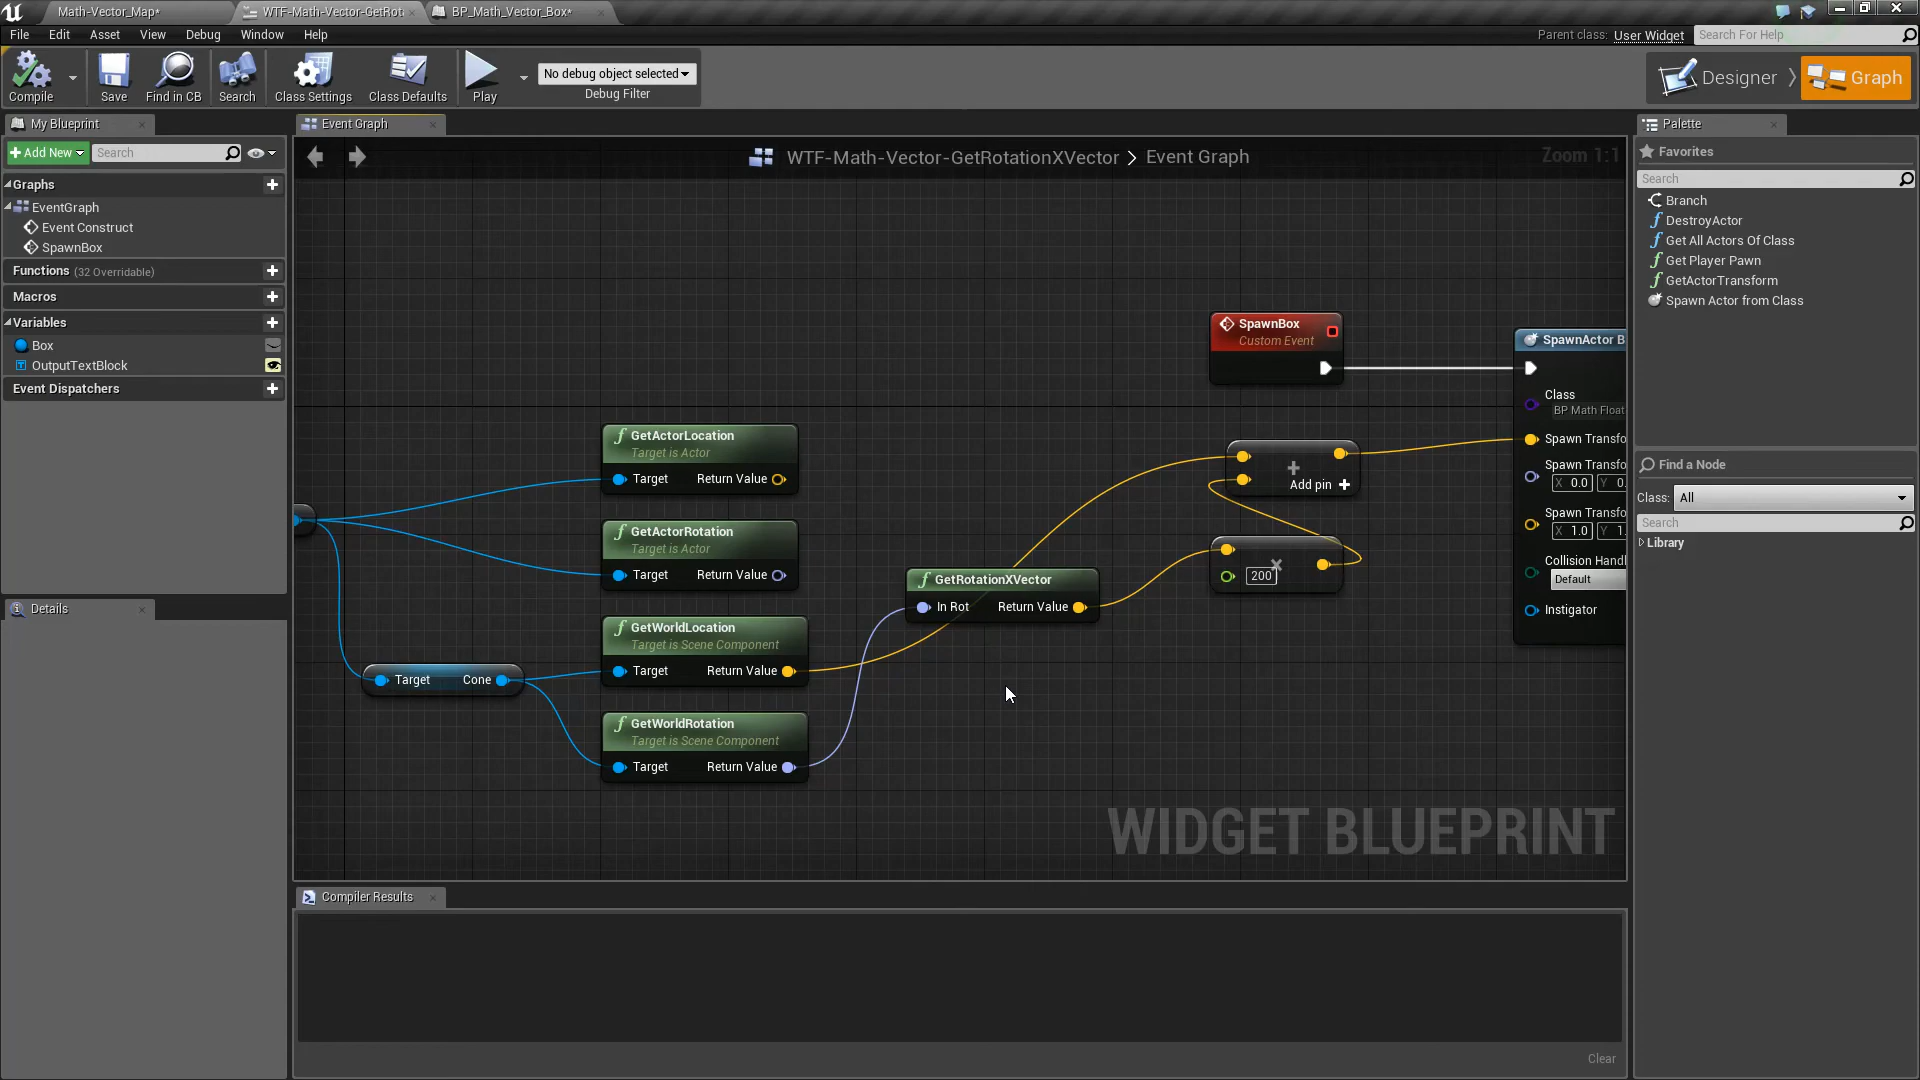 Math-Vector_Map*
WTF-Math-Vector-GetRot
BP_Math_Vector_Box*
File Edit Asset View Debug Window Help
Parent class: User Widget
Search For Help
Compile
Save
Find in CB
Search
Class Settings
Class Defaults
Play
No debug object selected
Debug Filter
Designer
Graph
My Blueprint
Add New
Search
Graphs
EventGraph
Event Construct
SpawnBox
Functions (32 Overridable)
Macros
Variables
Box
OutputTextBlock
Event Dispatchers
Details
Event Graph
WTF-Math-Vector-GetRotationXVector > Event Graph
Zoom 1:1
SpawnBox
Custom Event
SpawnActor B
Class
BP Math Float
Spawn Transfo
Spawn Transfo
X 0.0 Y 0.
Spawn Transfo
X 1.0 Y 1.
Collision Handl
Default
Instigator
GetActorLocation
Target is Actor
Target Return Value
GetActorRotation
Target is Actor
Target Return Value
GetWorldLocation
Target is Scene Component
Target Return Value
GetWorldRotation
Target is Scene Component
Target Return Value
Target Cone
GetRotationXVector
In Rot Return Value
Add pin
200
WIDGET BLUEPRINT
Compiler Results
Clear
Palette
Favorites
Search
Branch
DestroyActor
Get All Actors Of Class
Get Player Pawn
GetActorTransform
Spawn Actor from Class
Find a Node
Class: All
Search
Library